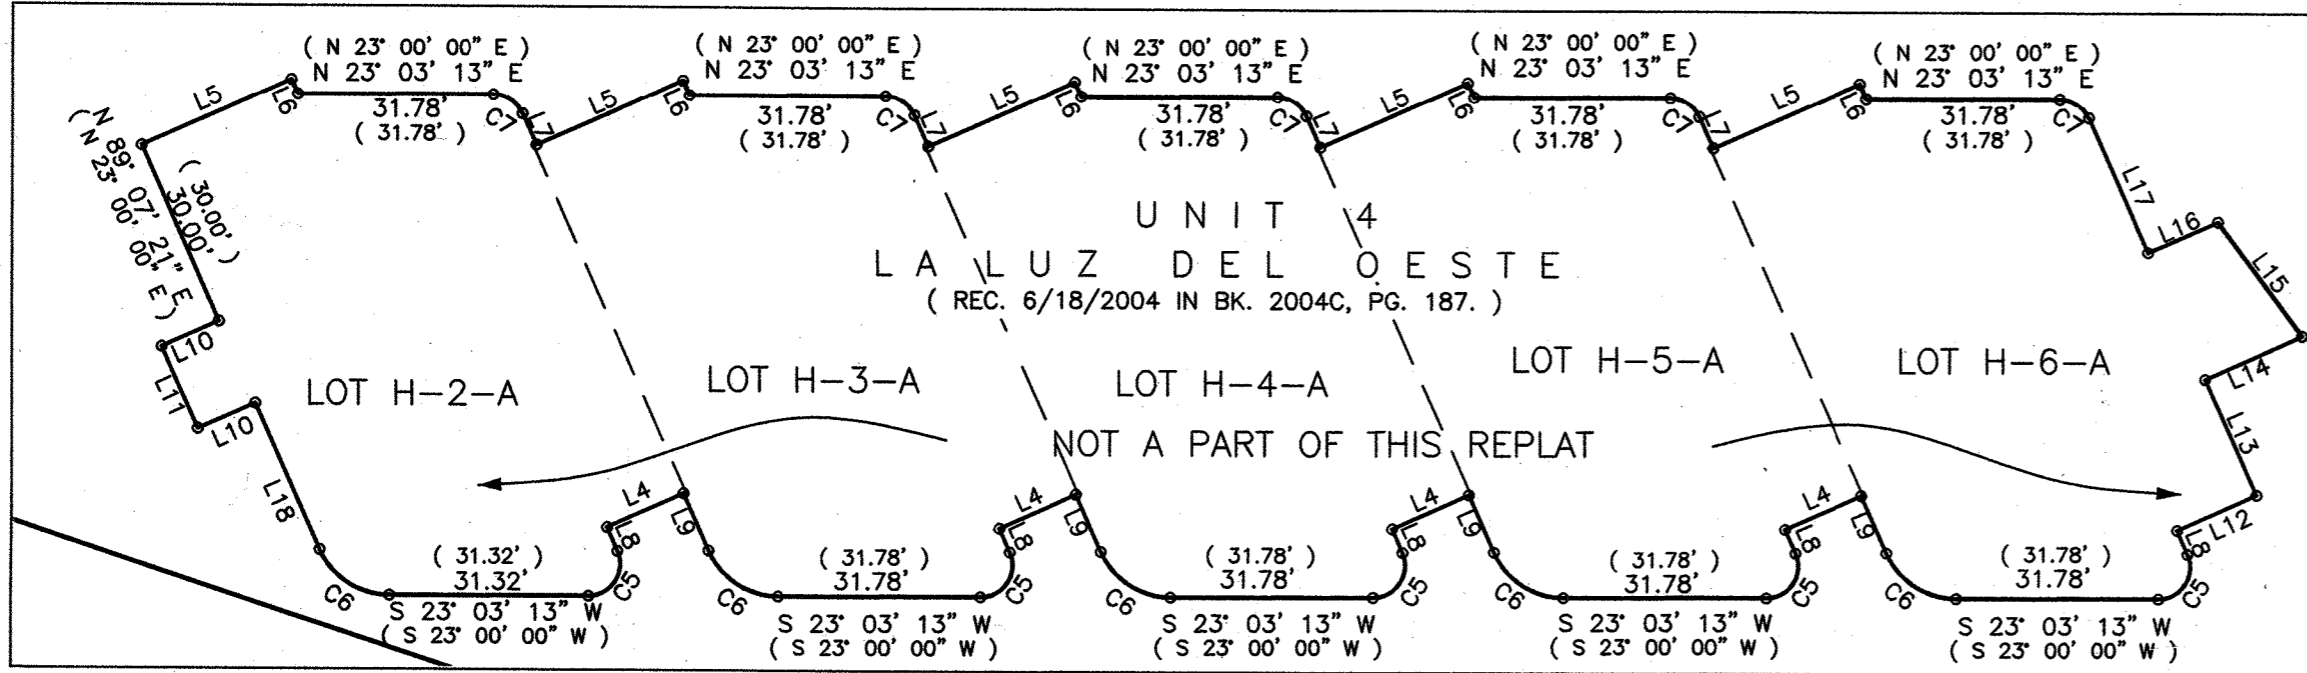 ( N 23° 00' 00" E )
N 23° 03' 13" E
31.78'
( 31.78' )
( N 23° 00' 00" E )
N 23° 03' 13" E
31.78'
( 31.78' )
( N 23° 00' 00" E )
N 23° 03' 13" E
31.78'
( 31.78' )
( N 23° 00' 00" E )
N 23° 03' 13" E
31.78'
( 31.78' )
( N 23° 00' 00" E )
N 23° 03' 13" E
31.78'
( 31.78' )
L5
L6
C7
L7
L5
L6
C7
L7
L5
L6
C7
L7
L5
L6
C7
L7
L5
L6
C7
L17
L16
L15
L14
L13
L12
N 89° 07' 21" E
( N 23° 00' 00" E )
( 30.00' )
30.00'
L10
L11
L10
L18
UNIT 4
LA LUZ DEL OESTE
( REC. 6/18/2004 IN BK. 2004C, PG. 187. )
LOT H-2-A
LOT H-3-A
LOT H-4-A
LOT H-5-A
LOT H-6-A
NOT A PART OF THIS REPLAT
L4
L8
L9
L4
L8
L9
L4
L8
L9
L4
L8
L9
L8
C6
( 31.32' )
31.32'
C5
S 23° 03' 13" W
( S 23° 00' 00" W )
C6
( 31.78' )
31.78'
C5
S 23° 03' 13" W
( S 23° 00' 00" W )
C6
( 31.78' )
31.78'
C5
S 23° 03' 13" W
( S 23° 00' 00" W )
C6
( 31.78' )
31.78'
C5
S 23° 03' 13" W
( S 23° 00' 00" W )
C6
( 31.78' )
31.78'
C5
S 23° 03' 13" W
( S 23° 00' 00" W )